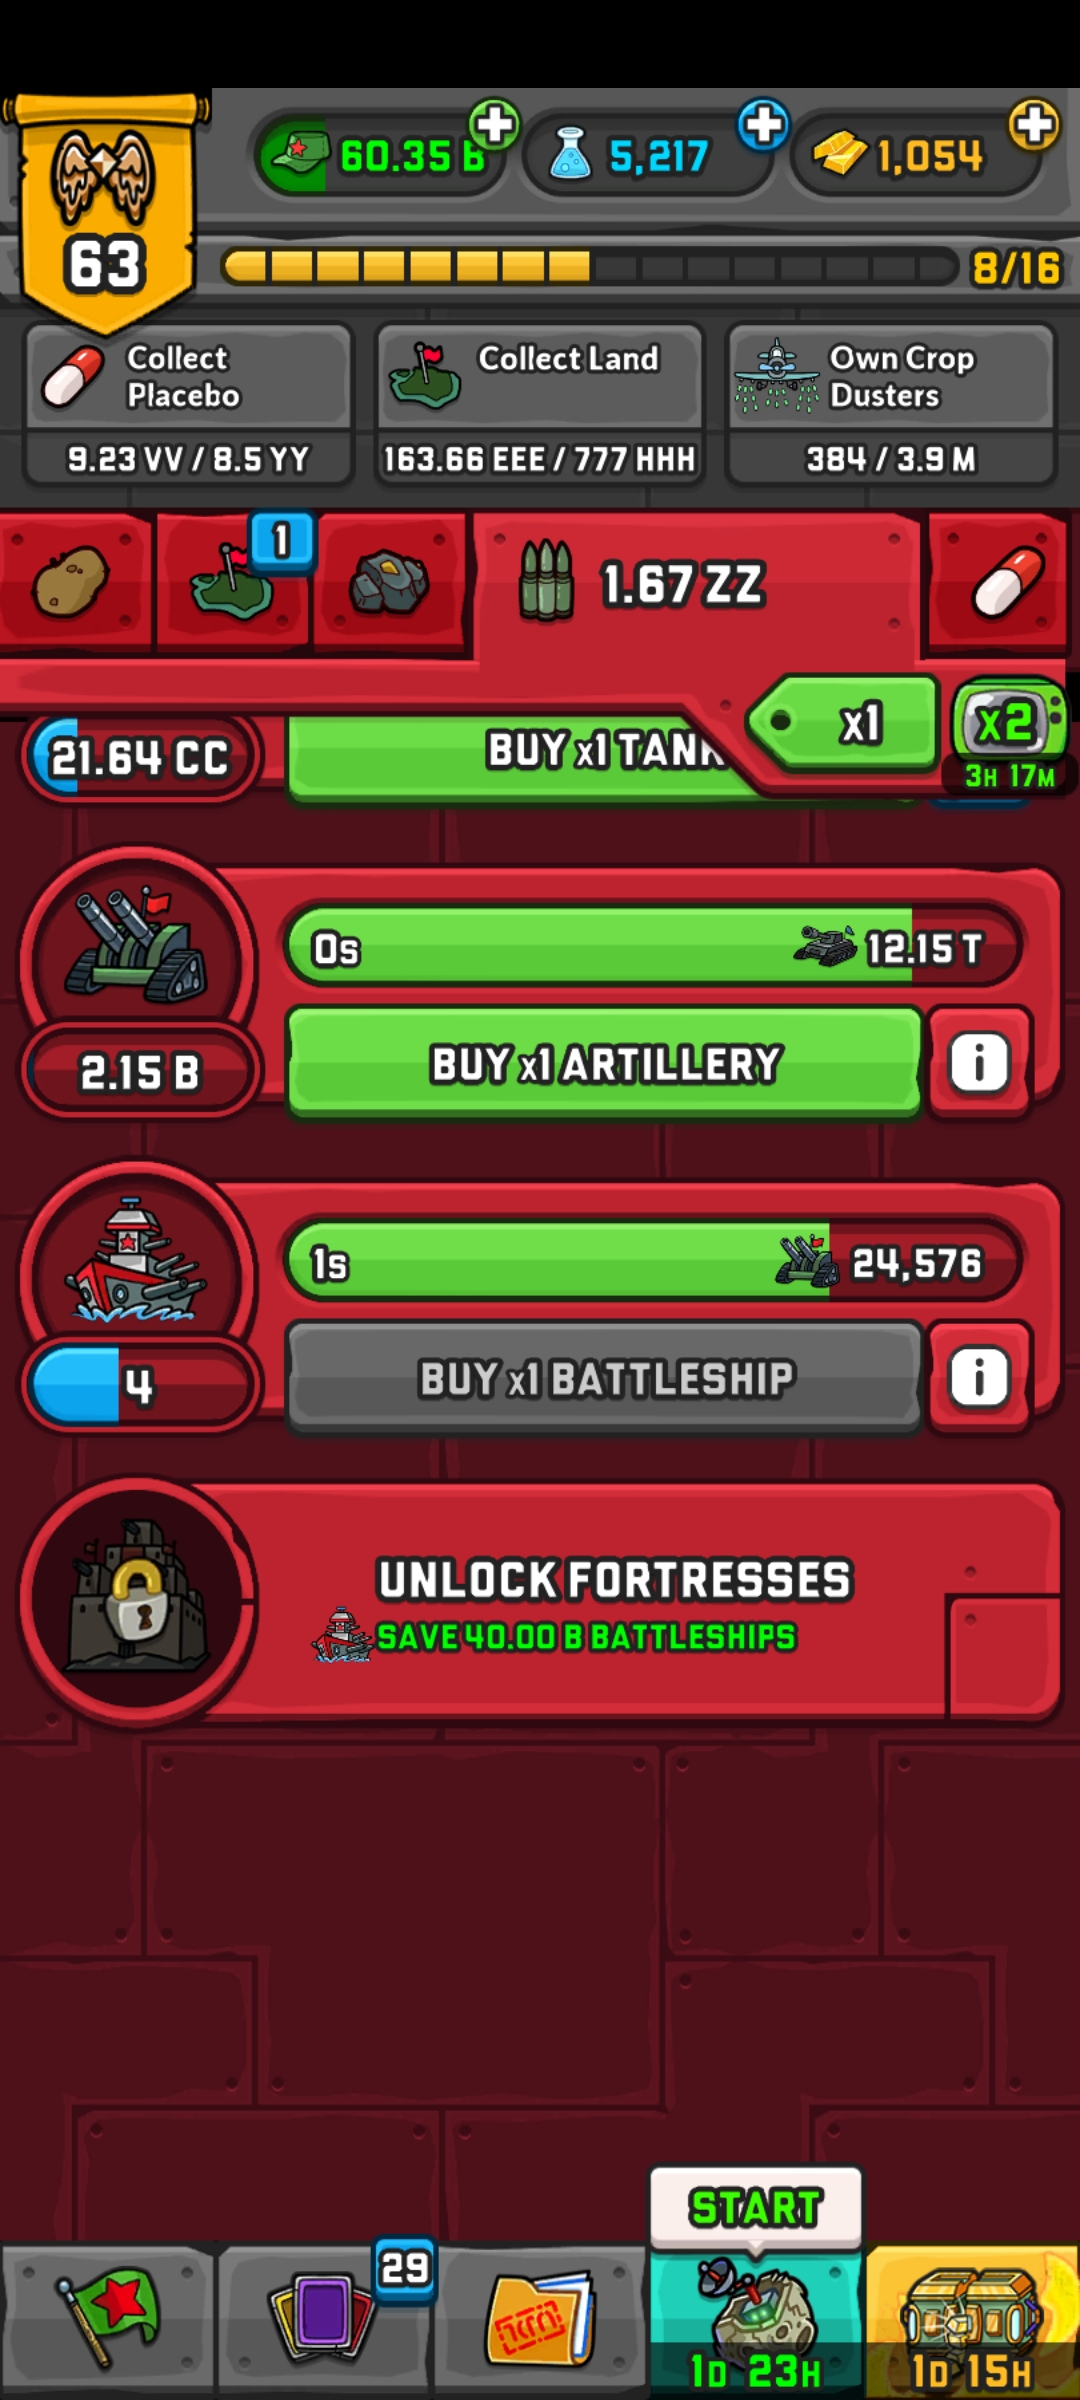 60.35 B
5,217
1,054
63
8/16
Collect
Placebo
9.23 VV / 8.5 YY
Collect Land
163.66 EEE / 777 HHH
Own Crop
Dusters
384 / 3.9 M
1
1.67 ZZ
x1
x2
3H 17M
21.64 CC
BUY x1 TANK
0s
12.15 T
2.15 B
BUY x1 ARTILLERY
i
1s
24,576
4
BUY x1 BATTLESHIP
i
UNLOCK FORTRESSES
SAVE 40.00 B BATTLESHIPS
START
29
1D 23H
1D 15H